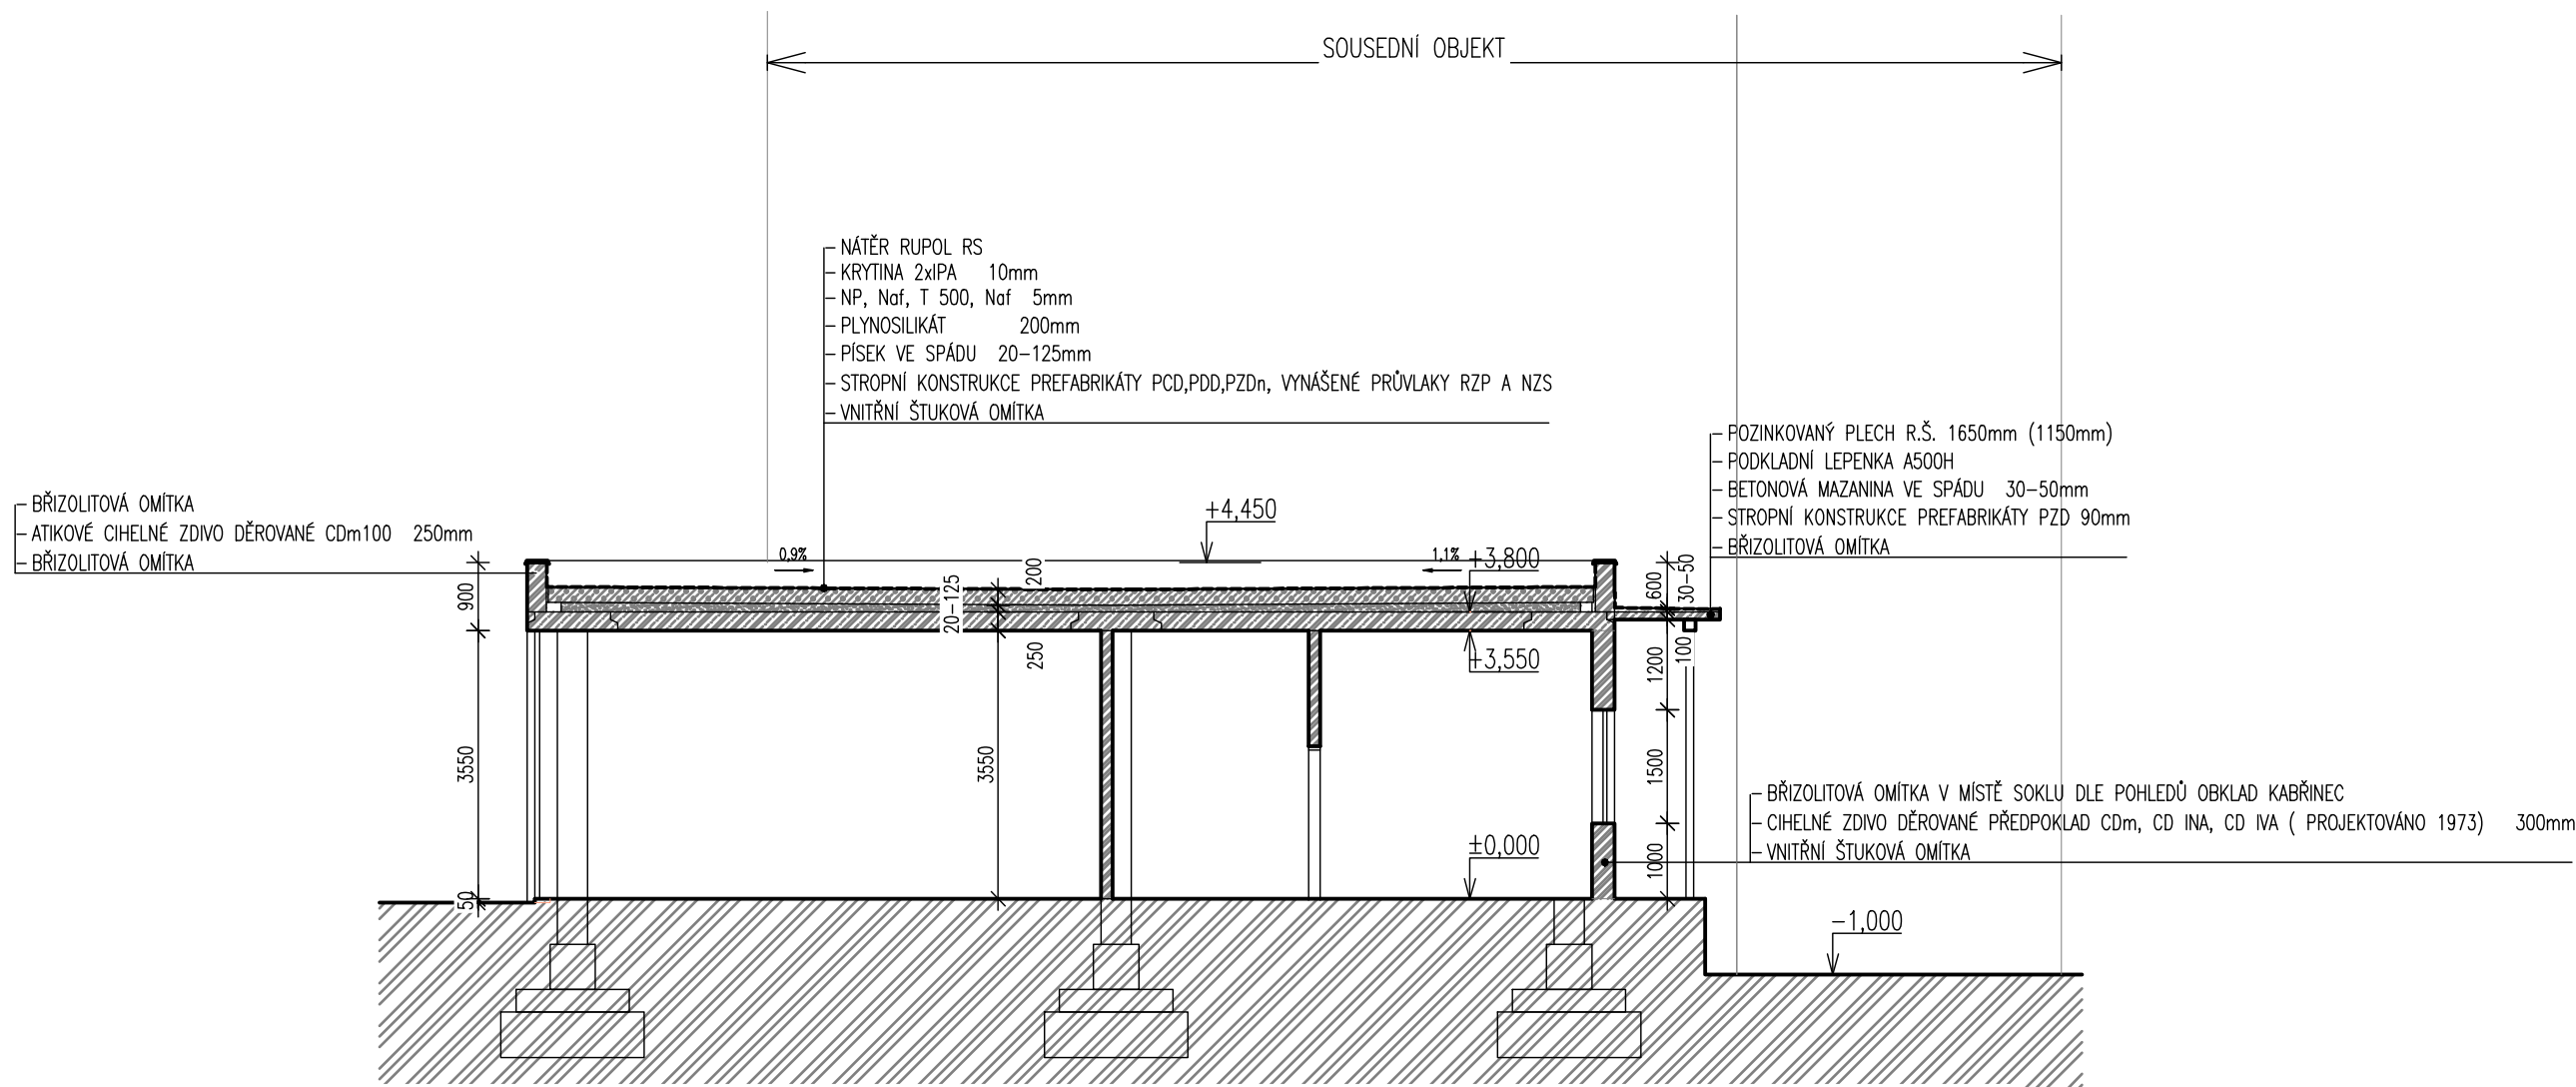 SOUSEDNÍ OBJEKT
NÁTĚR RUPOL RS
KRYTINA 2xIPA 10mm
NP, Naf, T 500, Naf 5mm
PLYNOSILIKÁT 200mm
PÍSEK VE SPÁDU 20-125mm
STROPNÍ KONSTRUKCE PREFABRIKÁTY PCD,PDD,PZDn, VYNÁŠENÉ PRŮVLAKY RZP A NZS
VNITŘNÍ ŠTUKOVÁ OMÍTKA
POZINKOVANÝ PLECH R.Š. 1650mm (1150mm)
PODKLADNÍ LEPENKA A500H
BETONOVÁ MAZANINA VE SPÁDU 30-50mm
STROPNÍ KONSTRUKCE PREFABRIKÁTY PZD 90mm
BŘIZOLITOVÁ OMÍTKA
BŘIZOLITOVÁ OMÍTKA
ATIKOVÉ CIHELNÉ ZDIVO DĚROVANÉ CDm100 250mm
BŘIZOLITOVÁ OMÍTKA
+4,450
0,9%
1,1%
+3,800
900
20-125
200
600
30-50
250
+3,550
1200
100
3550
3550
1500
BŘIZOLITOVÁ OMÍTKA V MÍSTĚ SOKLU DLE POHLEDŮ OBKLAD KABŘINEC
CIHELNÉ ZDIVO DĚROVANÉ PŘEDPOKLAD CDm, CD INA, CD IVA ( PROJEKTOVÁNO 1973) 300mm
VNITŘNÍ ŠTUKOVÁ OMÍTKA
±0,000
1000
50
-1,000